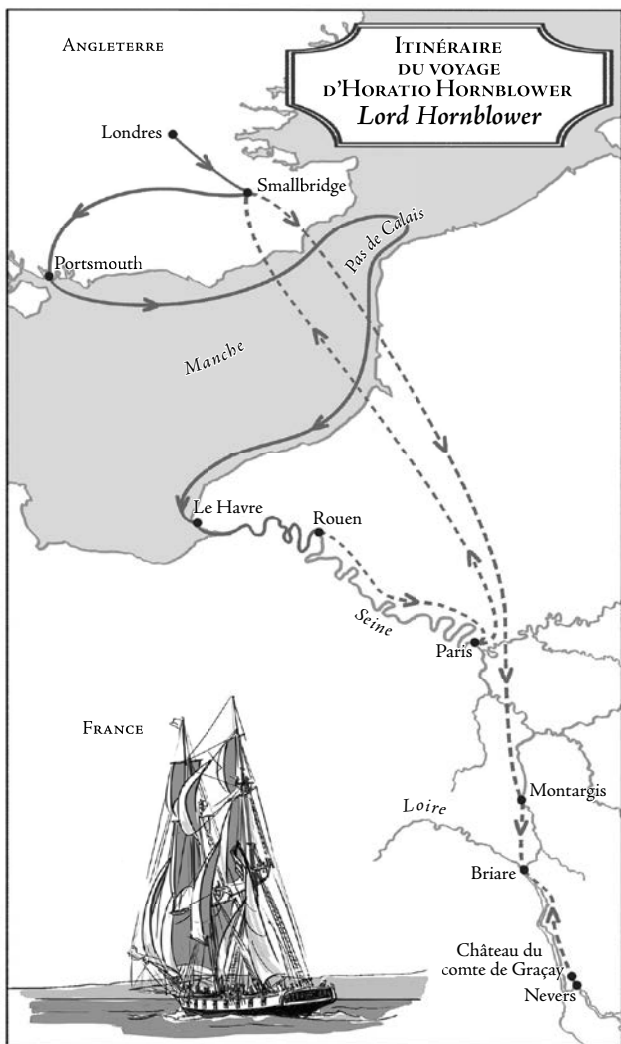 ANGLETERRE
ITINÉRAIRE
DU VOYAGE
D'HORATIO HORNBLOWER
Lord Hornblower
Londres
Smallbridge
Pas de Calais
Portsmouth
Manche
Le Havre
Rouen
Seine
Paris
FRANCE
Montargis
Loire
Briare
Château du
comte de Graçay
Nevers